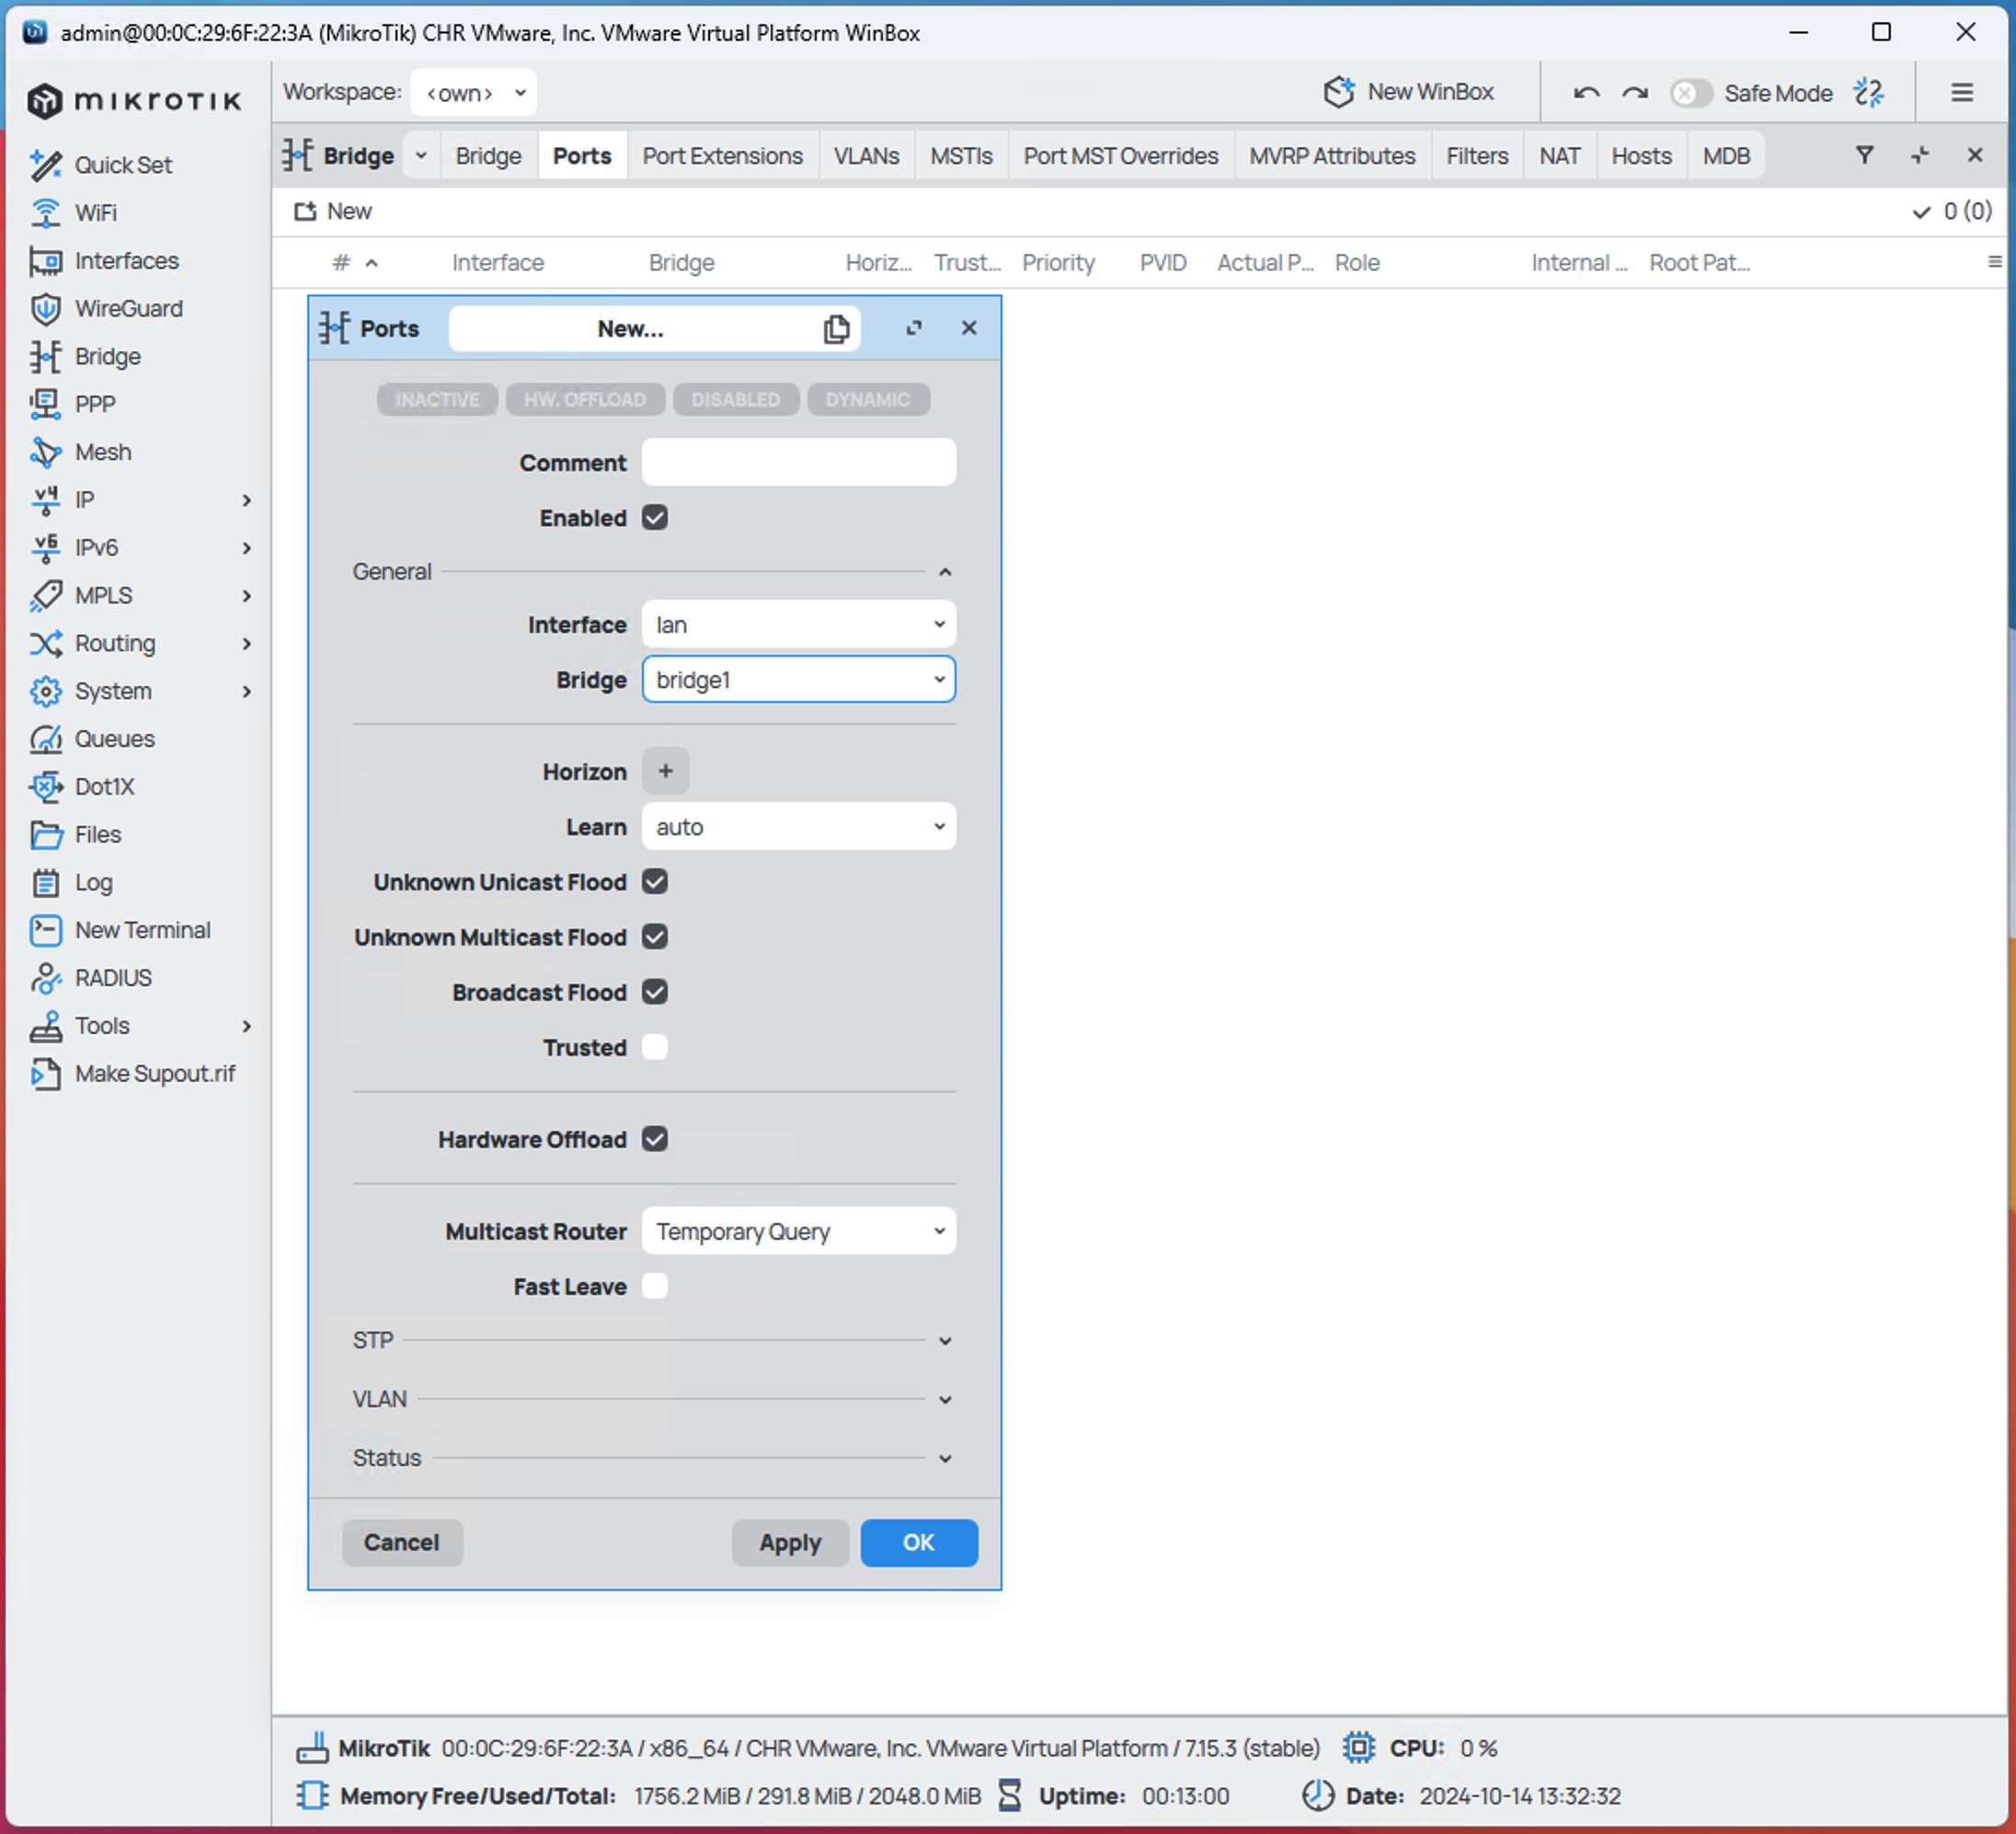 admin@00:0C:29:6F:22:3A (MikroTik) CHR VMware, Inc. VMware Virtual Platform WinBox
MIKROTIK
Workspace: <own> New WinBox Safe Mode
Quick Set
WiFi
Interfaces
WireGuard
Bridge
PPP
Mesh
v4 IP
v6 IPv6
MPLS
Routing
System
Queues
Dot1X
Files
Log
New Terminal
RADIUS
Tools
Make Supout.rif
Bridge Bridge Ports Port Extensions VLANs MSTIs Port MST Overrides MVRP Attributes Filters NAT Hosts MDB
New 0 (0)
# Interface Bridge Horiz... Trust... Priority PVID Actual P... Role Internal ... Root Pat...
Ports New...
INACTIVE HW. OFFLOAD DISABLED DYNAMIC
Comment
Enabled
General
Interface lan
Bridge bridge1
Horizon +
Learn auto
Unknown Unicast Flood
Unknown Multicast Flood
Broadcast Flood
Trusted
Hardware Offload
Multicast Router Temporary Query
Fast Leave
STP
VLAN
Status
Cancel Apply OK
MikroTik 00:0C:29:6F:22:3A / x86_64 / CHR VMware, Inc. VMware Virtual Platform / 7.15.3 (stable) CPU: 0 %
Memory Free/Used/Total: 1756.2 MiB / 291.8 MiB / 2048.0 MiB Uptime: 00:13:00 Date: 2024-10-14 13:32:32